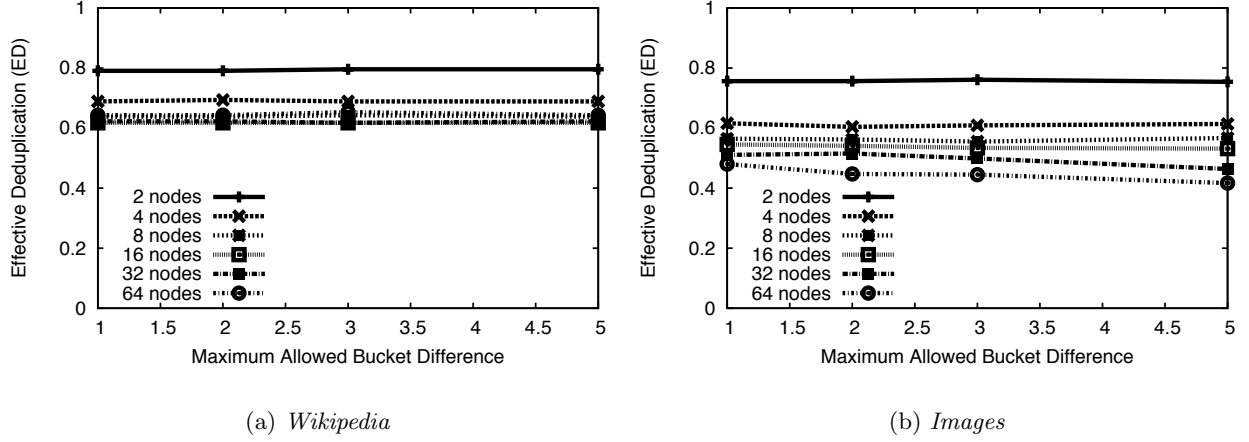 1
0.8
0.6
0.4
0.2
0
Effective Deduplication (ED)
2 nodes
4 nodes
8 nodes
16 nodes
32 nodes
64 nodes
1 1.5 2 2.5 3 3.5 4 4.5 5
Maximum Allowed Bucket Difference
(a) Wikipedia
1
0.8
0.6
0.4
0.2
0
Effective Deduplication (ED)
2 nodes
4 nodes
8 nodes
16 nodes
32 nodes
64 nodes
1 1.5 2 2.5 3 3.5 4 4.5 5
Maximum Allowed Bucket Difference
(b) Images